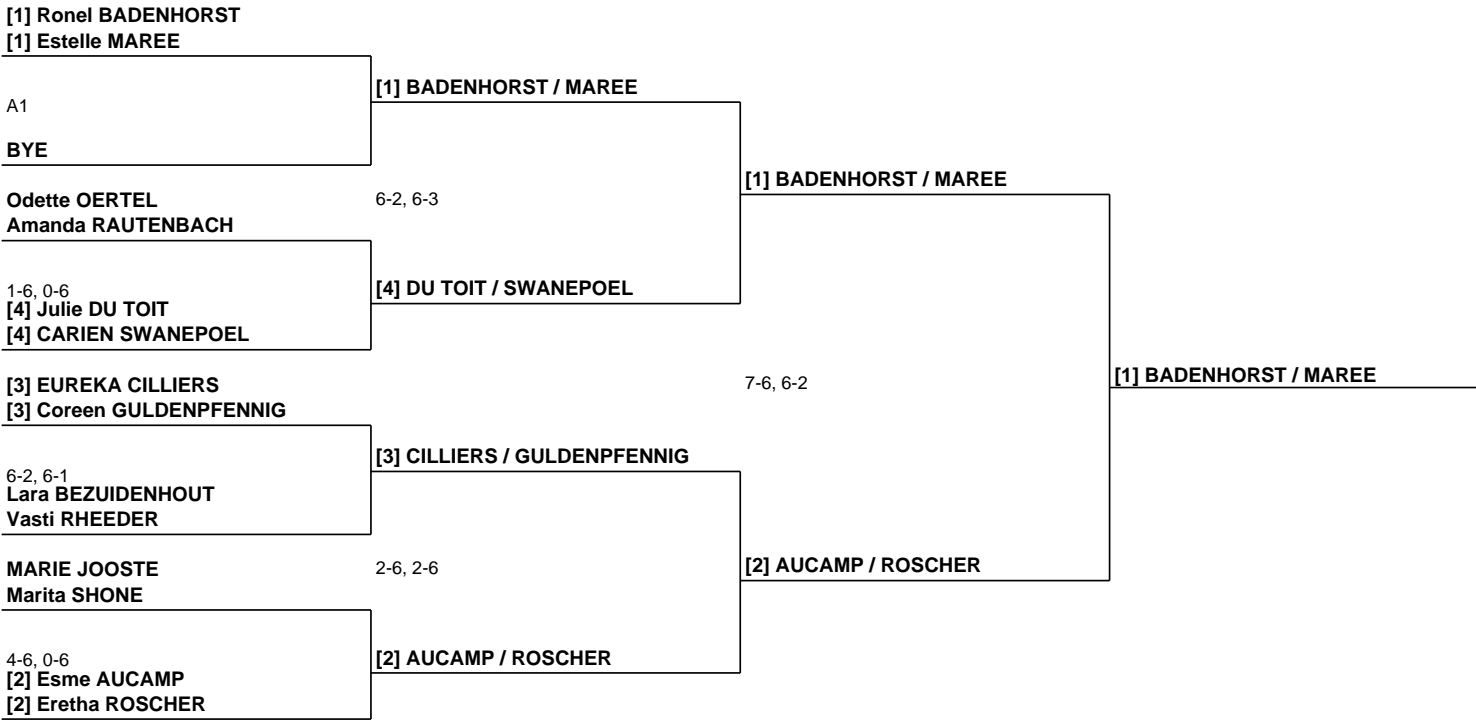 [1] Ronel BADENHORST
[1] Estelle MAREE
[1] BADENHORST / MAREE
A1
BYE
[1] BADENHORST / MAREE
Odette OERTEL
6-2, 6-3
Amanda RAUTENBACH
1-6, 0-6
[4] DU TOIT / SWANEPOEL
[4] Julie DU TOIT
[4] CARIEN SWANEPOEL
[1] BADENHORST / MAREE
[3] EUREKA CILLIERS
7-6, 6-2
[3] Coreen GULDENPFENNIG
[3] CILLIERS / GULDENPFENNIG
6-2, 6-1
Lara BEZUIDENHOUT
Vasti RHEEDER
[2] AUCAMP / ROSCHER
MARIE JOOSTE
2-6, 2-6
Marita SHONE
4-6, 0-6
[2] AUCAMP / ROSCHER
[2] Esme AUCAMP
[2] Eretha ROSCHER